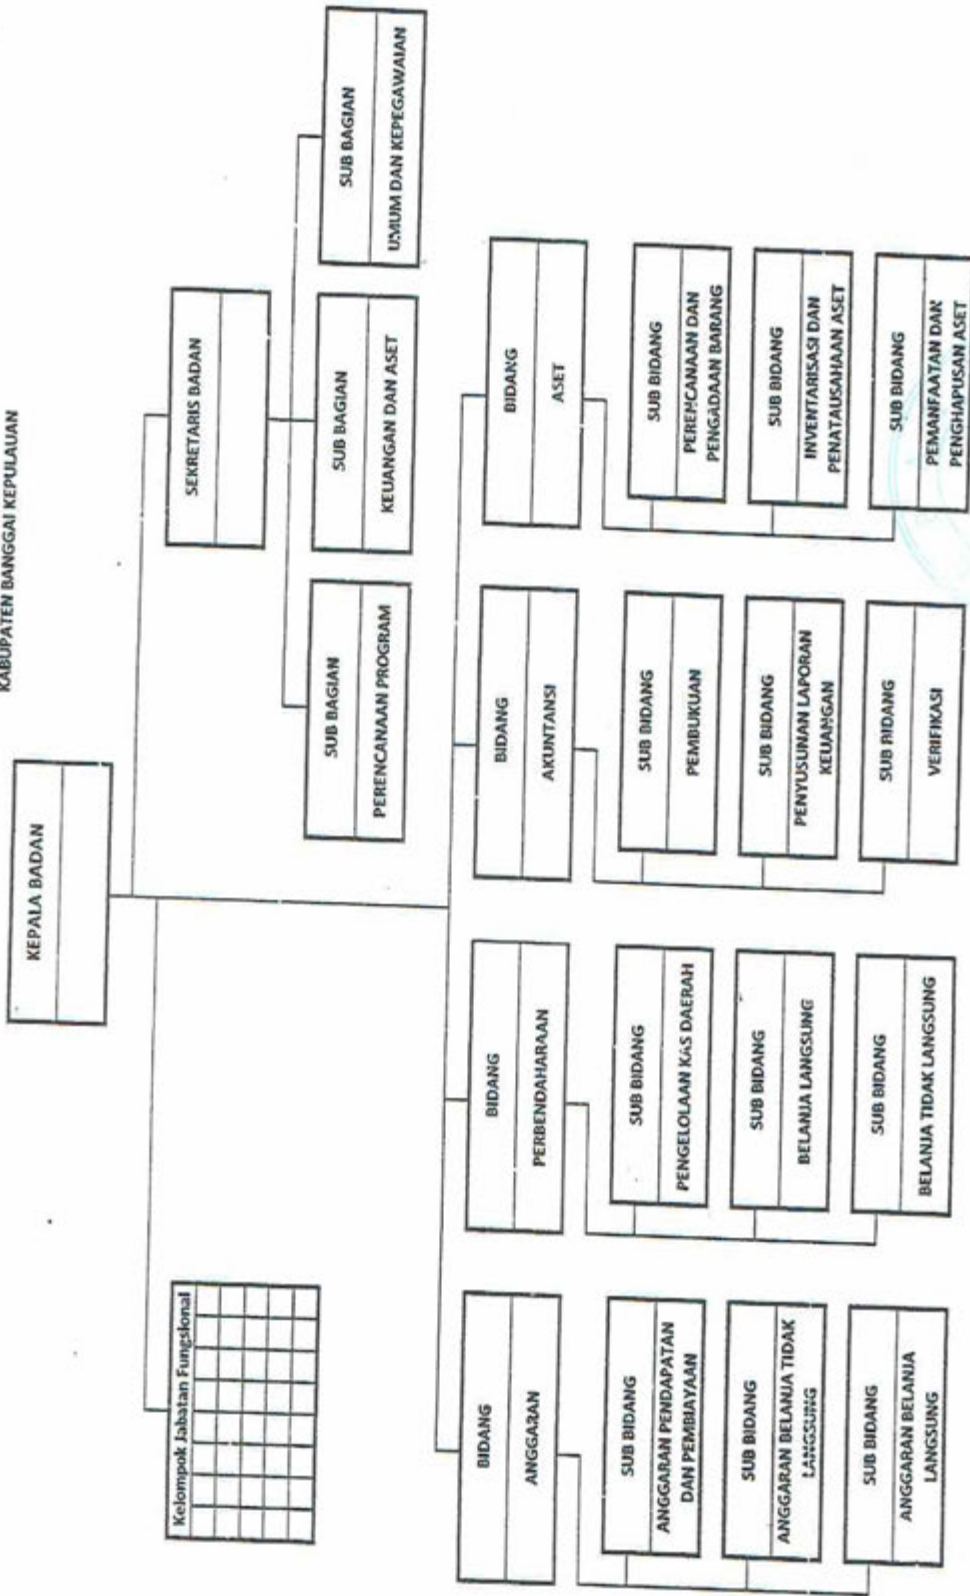 KABUPATEN BANGGAI KEPULAUAN
KEPALA BADAN
Kelompok Jabatan Fungsional
SEKRETARIS BADAN
SUB BAGIAN
PERENCANAAN PROGRAM
SUB BAGIAN
KEUANGAN DAN ASET
SUB BAGIAN
UMUM DAN KEPEGAWAIAN
BIDANG
ANGGARAN
SUB BIDANG
ANGGARAN PENDAPATAN
DAN PEMBIAYAAN
SUB BIDANG
ANGGARAN BELANJA TIDAK
LANGSUNG
SUB BIDANG
ANGGARAN BELANJA
LANGSUNG
BIDANG
PERBENDAHARAAN
SUB BIDANG
PENGELOLAAN KAS DAERAH
SUB BIDANG
BELANJA LANGSUNG
SUB BIDANG
BELANJA TIDAK LANGSUNG
BIDANG
AKUNTANSI
SUB BIDANG
PEMBUKUAN
SUB BIDANG
PENYUSUNAN LAPORAN
KEUANGAN
SUB BIDANG
VERIFIKASI
BIDANG
ASET
SUB BIDANG
PERENCANAAN DAN
PENGADAAN BARANG
SUB BIDANG
INVENTARISASI DAN
PENATAUSAHAAN ASET
SUB BIDANG
PEMANFAATAN DAN
PENGHAPUSAN ASET